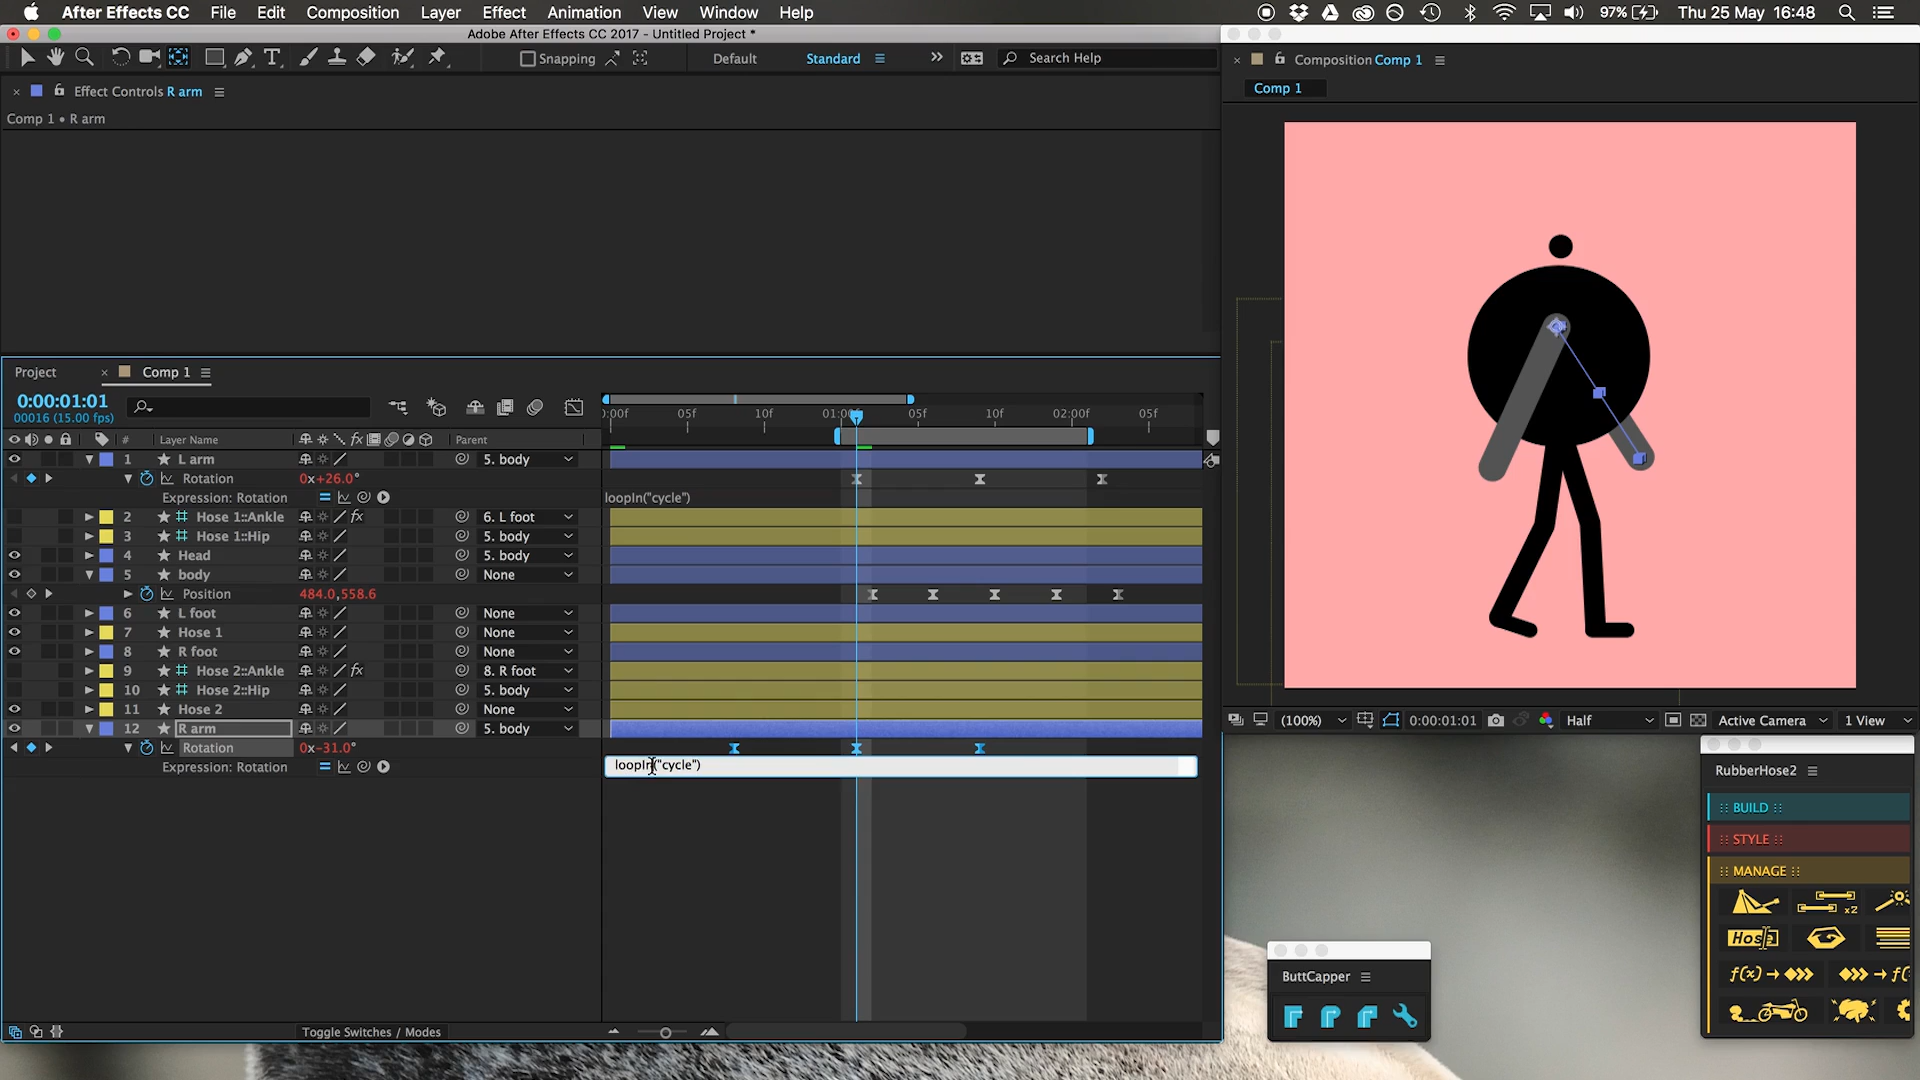 After Effects CC File Edit Composition Layer Effect Animation View Window Help 97% Thu 25 May 16:48
Adobe After Effects CC 2017 - Untitled Project *
Snapping Default Standard Search Help
Effect Controls R arm
Comp 1 • R arm
Composition Comp 1
Comp 1
Project Comp 1
0:00:01:01
00016 (15.00 fps)
):00f 05f 10f 01:00f 05f 10f 02:00f 05f
# Layer Name fx Parent
1 L arm 5. body
Rotation 0x+26.0°
Expression: Rotation loopIn("cycle")
2 Hose 1::Ankle fx 6. L foot
3 Hose 1::Hip 5. body
4 Head 5. body
5 body None
Position 484.0,558.6
6 L foot None
7 Hose 1 None
8 R foot None
9 Hose 2::Ankle fx 8. R foot
10 Hose 2::Hip 5. body
11 Hose 2 None
12 R arm 5. body
Rotation 0x-31.0°
Expression: Rotation loopIn("cycle")
Toggle Switches / Modes
(100%) 0:00:01:01 Half Active Camera 1 View
RubberHose2
:: BUILD ::
:: STYLE ::
:: MANAGE ::
x2
Hose
f(x)
ButtCapper